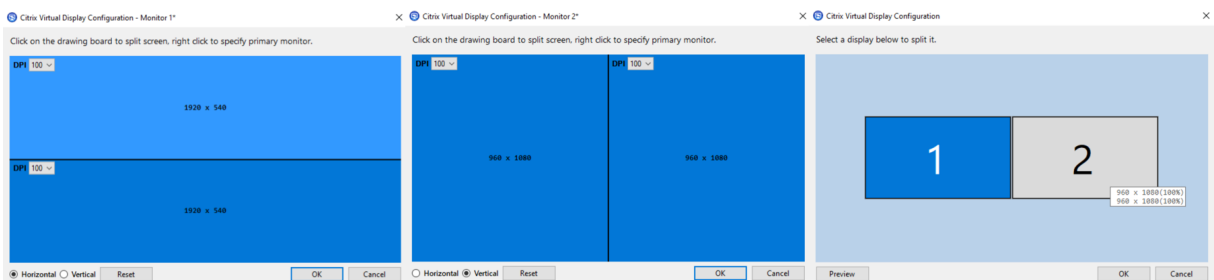 Citrix Virtual Display Configuration - Monitor 1*
Click on the drawing board to split screen, right click to specify primary monitor.
DPI 100
1920 x 540
DPI 100
1920 x 540
Horizontal Vertical Reset OK Cancel
Citrix Virtual Display Configuration - Monitor 2*
Click on the drawing board to split screen, right click to specify primary monitor.
DPI 100 DPI 100
960 x 1080 960 x 1080
Horizontal Vertical Reset OK Cancel
Citrix Virtual Display Configuration
Select a display below to split it.
1 2
960 x 1080(100%)
960 x 1080(100%)
Preview OK Cancel